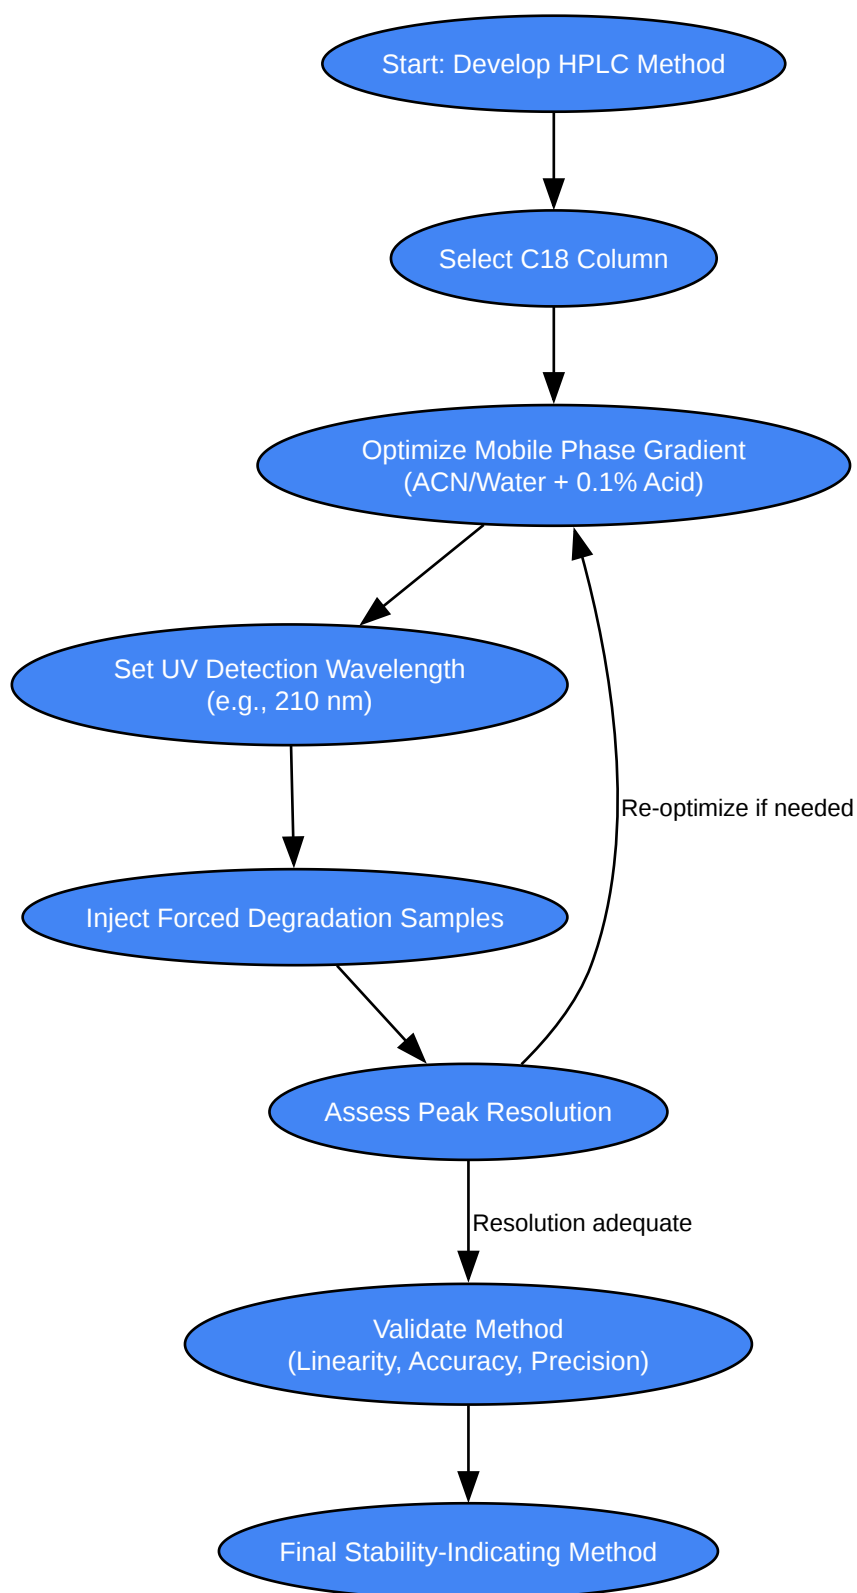 Start: Develop HPLC Method
Select C18 Column
Optimize Mobile Phase Gradient
(ACN/Water + 0.1% Acid)
Set UV Detection Wavelength
(e.g., 210 nm)
Re-optimize if needed
Inject Forced Degradation Samples
Assess Peak Resolution
Resolution adequate
Validate Method
(Linearity, Accuracy, Precision)
Final Stability-Indicating Method